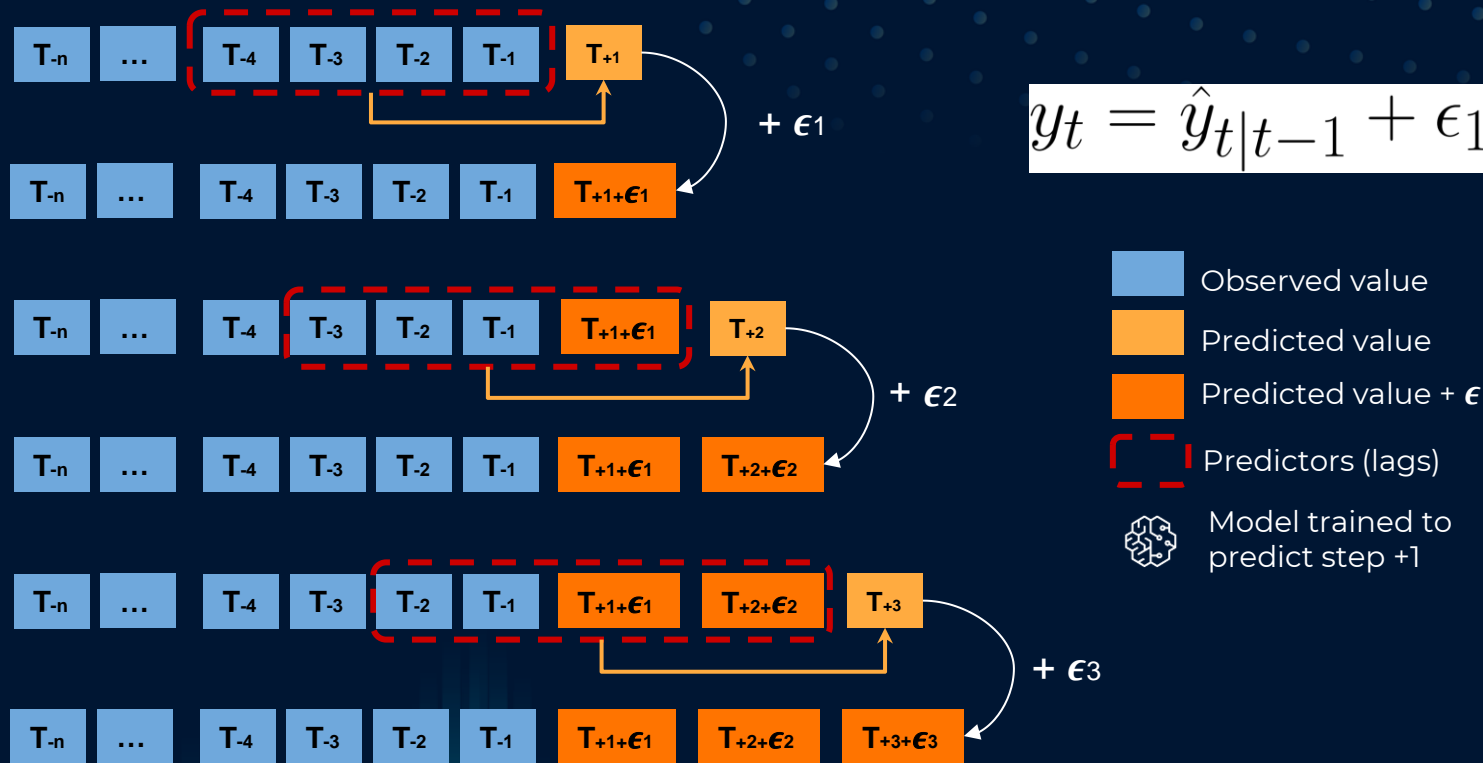 T-n ... T-4 T-3 T-2 T-1 T+1
+ ϵ1
y_t = ŷ_{t|t−1} + ϵ1
T-n ... T-4 T-3 T-2 T-1 T+1+ϵ1
Observed value
T-n ... T-4 T-3 T-2 T-1 T+1+ϵ1 T+2
Predicted value
+ ϵ2
Predicted value + ϵ
T-n ... T-4 T-3 T-2 T-1 T+1+ϵ1 T+2+ϵ2
Predictors (lags)
Model trained to
predict step +1
T-n ... T-4 T-3 T-2 T-1 T+1+ϵ1 T+2+ϵ2 T+3
+ ϵ3
T-n ... T-4 T-3 T-2 T-1 T+1+ϵ1 T+2+ϵ2 T+3+ϵ3